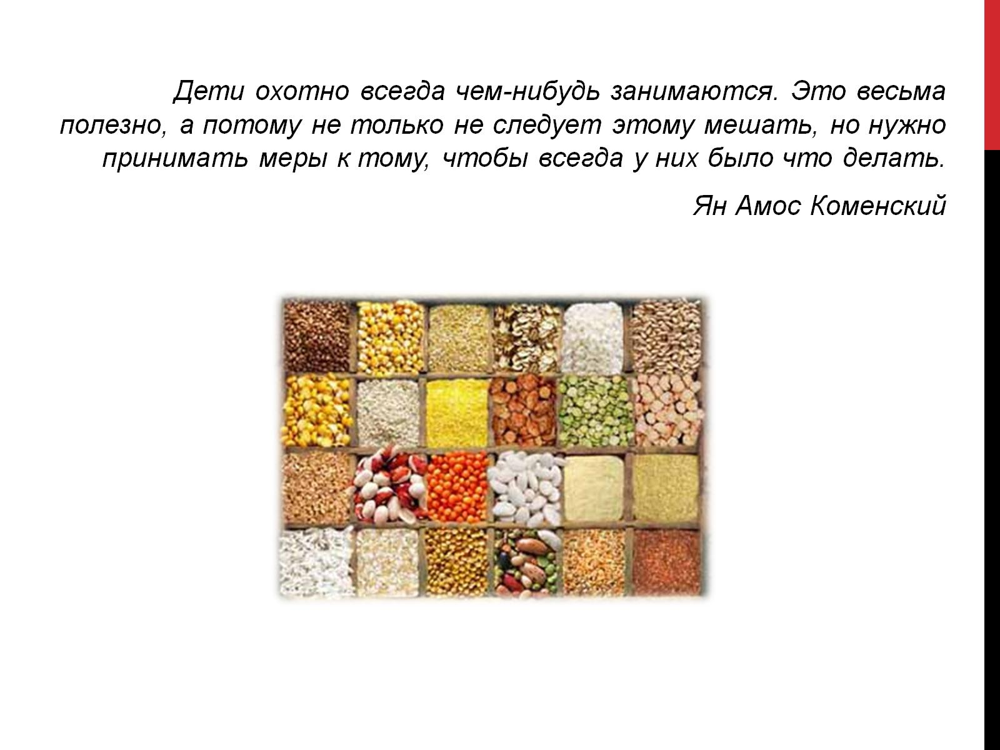 Дети охотно всегда чем-нибудь занимаются. Это весьма
полезно, а потому не только не следует этому мешать, но нужно
принимать меры к тому, чтобы всегда у них было что делать.
Ян Амос Коменский